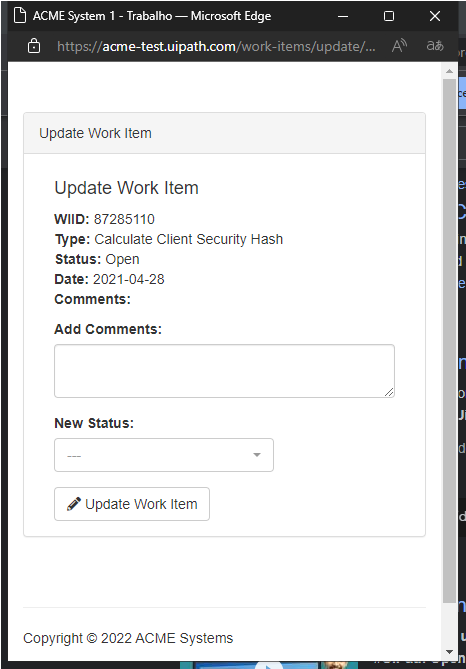 ACME System 1 - Trabalho — Microsoft Edge
https://acme-test.uipath.com/work-items/update/...
Update Work Item
Update Work Item
WIID: 87285110
Type: Calculate Client Security Hash
Status: Open
Date: 2021-04-28
Comments:
Add Comments:
New Status:
---
Update Work Item
Copyright © 2022 ACME Systems